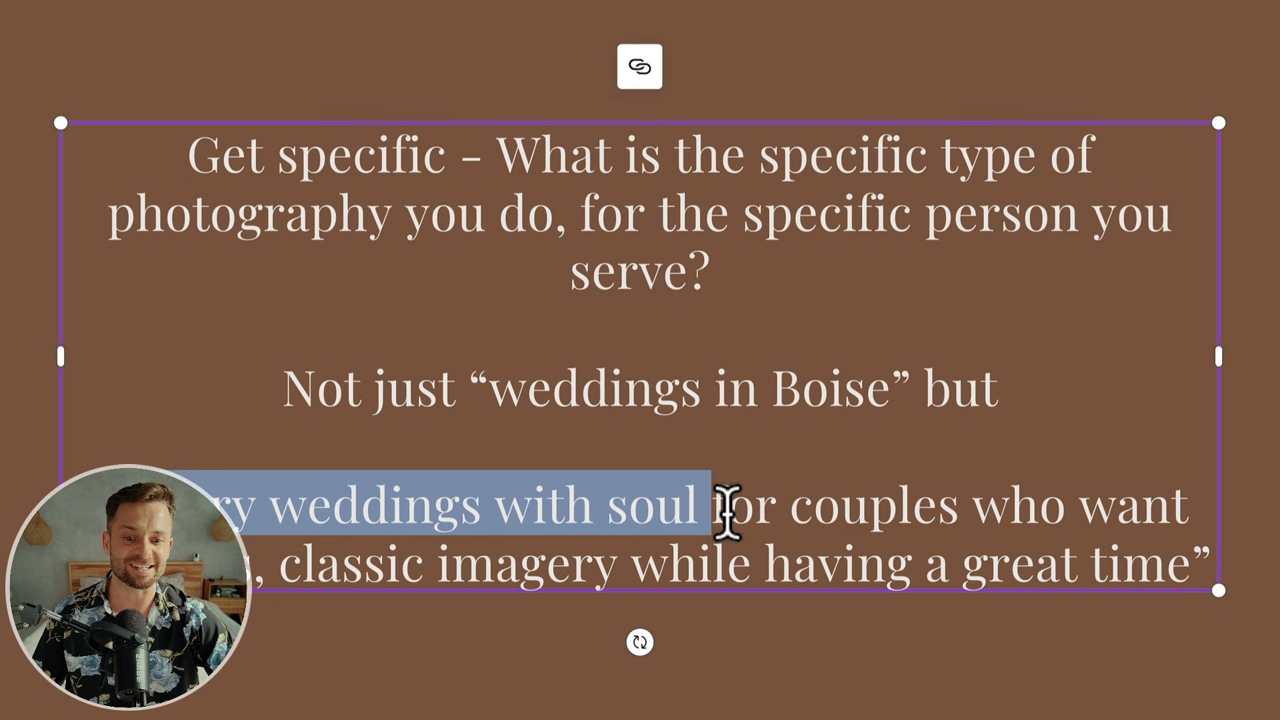 Get specific - What is the specific type of
photography you do, for the specific person you
serve?
Not just “weddings in Boise” but
weddings with soul for couples who want
classic imagery while having a great time”